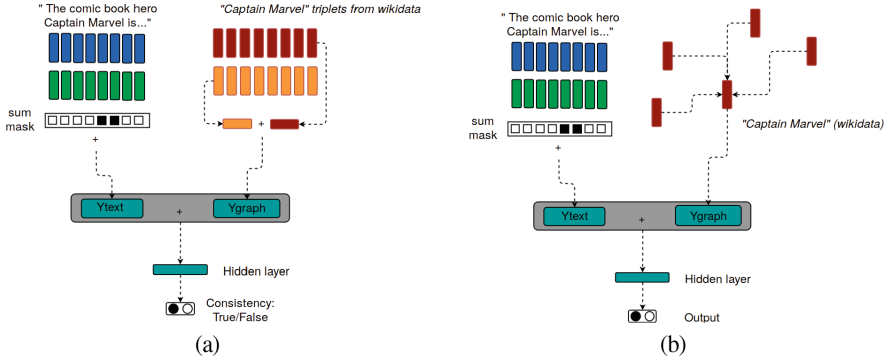 " The comic book hero
Captain Marvel is..."
"Captain Marvel" triplets from wikidata
sum
mask
+
+
Ytext
+
Ygraph
Hidden layer
Consistency:
True/False
(a)
" The comic book hero
Captain Marvel is..."
sum
mask
+
"Captain Marvel" (wikidata)
Ytext
+
Ygraph
Hidden layer
Output
(b)